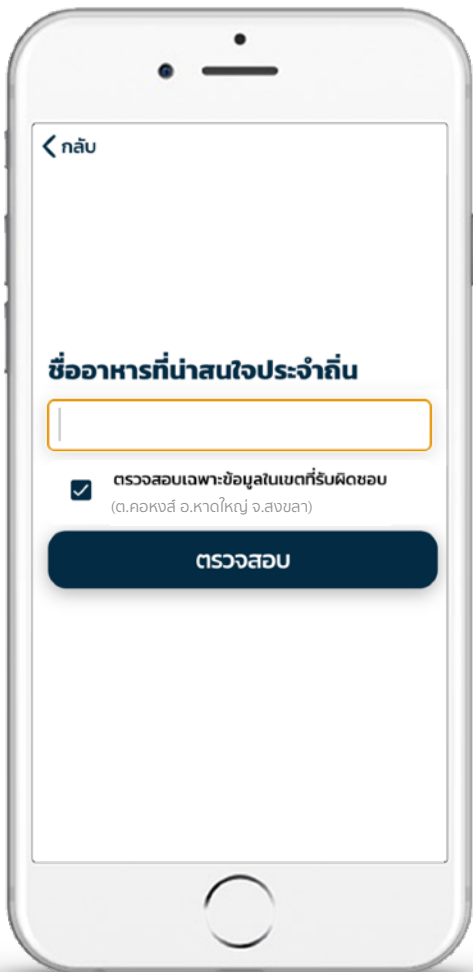 กลับ
ชื่ออาหารที่น่าสนใจประจำถิ่น
ตรวจสอบเฉพาะข้อมูลในเขตที่รับผิดชอบ
(ต.คอหงส์ อ.หาดใหญ่ จ.สงขลา)
ตรวจสอบ